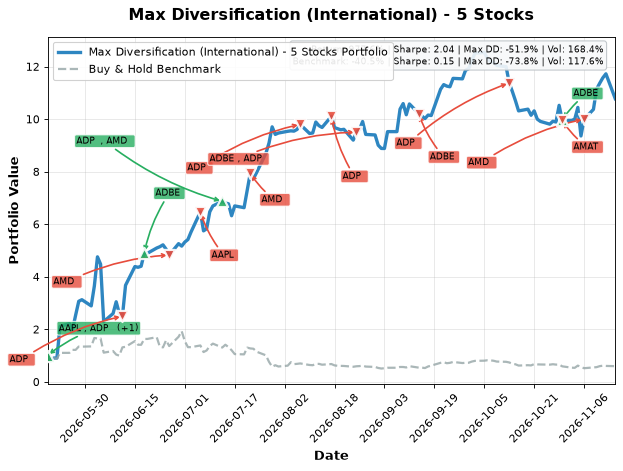 Max Diversification (International) - 5 Stocks
Max Diversification (International) - 5 Stocks Portfolio
Buy & Hold Benchmark
Sharpe: 2.04 | Max DD: -51.9% | Vol: 168.4%
Benchmark: -40.5% | Sharpe: 0.15 | Max DD: -73.8% | Vol: 117.6%
Portfolio Value
12
10
8
6
4
2
0
ADP , AMD
ADBE
ADP
ADBE , ADP
ADP
ADP
ADBE
AMD
ADBE
AMAT
AMD
AAPL
AMD
AAPL , ADP (+1)
ADP
2026-05-30
2026-06-15
2026-07-01
2026-07-17
2026-08-02
2026-08-18
2026-09-03
2026-09-19
2026-10-05
2026-10-21
2026-11-06
Date